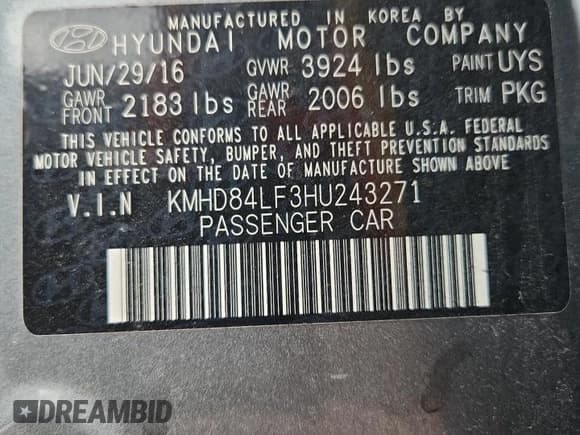 MANUFACTURED IN KOREA BY
HYUNDAI MOTOR COMPANY
JUN/29/16 GVWR 3924 lbs PAINT UYS
GAWR FRONT 2183 lbs GAWR REAR 2006 lbs TRIM PKG
THIS VEHICLE CONFORMS TO ALL APPLICABLE U.S.A. FEDERAL
MOTOR VEHICLE SAFETY, BUMPER, AND THEFT PREVENTION STANDARDS
IN EFFECT ON THE DATE OF MANUFACTURE SHOWN ABOVE
V.I.N KMHD84LF3HU243271
PASSENGER CAR
DREAMBID